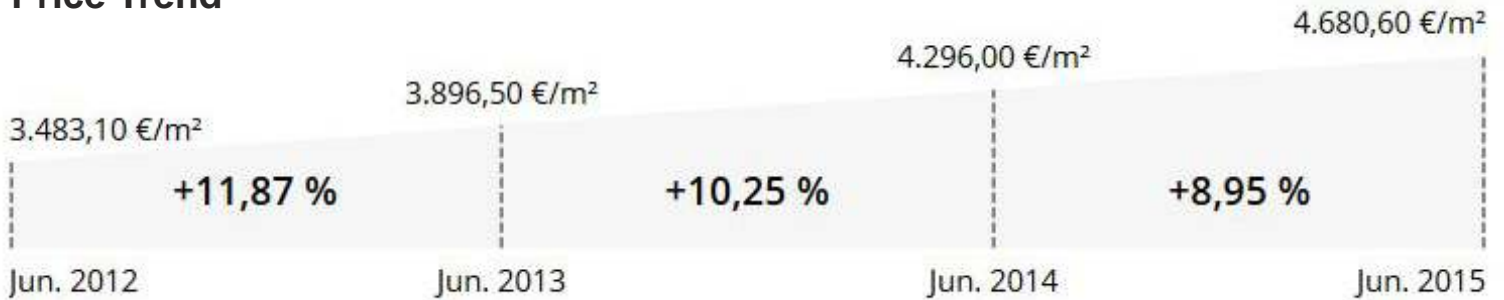 Price Trend
4.680,60 €/m²
4.296,00 €/m²
3.896,50 €/m²
3.483,10 €/m²
+11,87 % +10,25 % +8,95 %
Jun. 2012 Jun. 2013 Jun. 2014 Jun. 2015